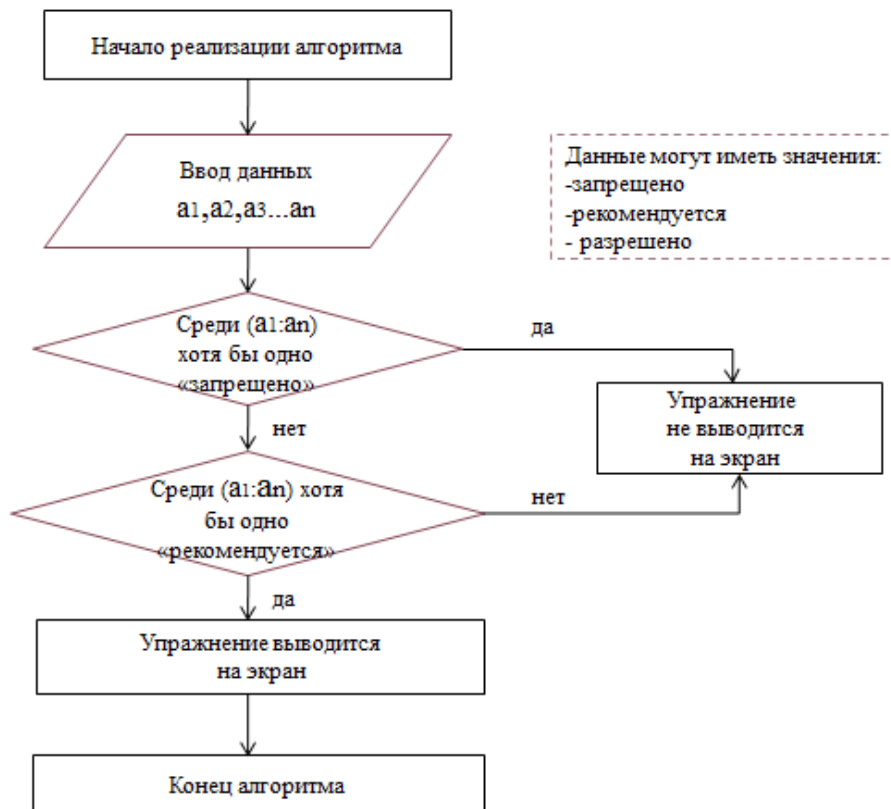 Начало реализации алгоритма
Ввод данных
a1,a2,a3...an
Данные могут иметь значения:
-запрещено
-рекомендуется
- разрешено
Среди (a1:an)
хотя бы одно
«запрещено»
да
Упражнение
не выводится
на экран
нет
Среди (a1:an) хотя
бы одно
«рекомендуется»
нет
да
Упражнение выводится
на экран
Конец алгоритма